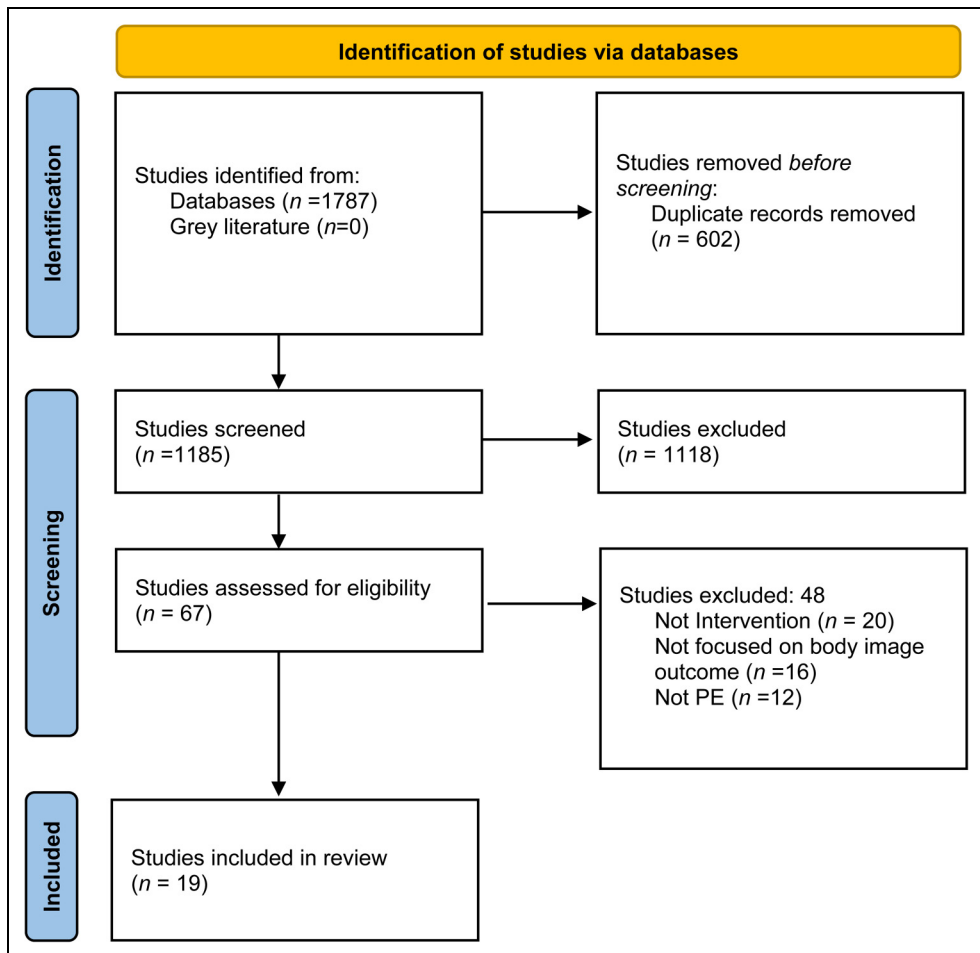 Identification of studies via databases
Identification
Studies identified from:
Databases (n =1787)
Grey literature (n=0)
Studies removed before
screening:
Duplicate records removed
(n = 602)
Screening
Studies screened
(n =1185)
Studies excluded
(n = 1118)
Studies assessed for eligibility
(n = 67)
Studies excluded: 48
Not Intervention (n = 20)
Not focused on body image
outcome (n =16)
Not PE (n =12)
Included
Studies included in review
(n = 19)